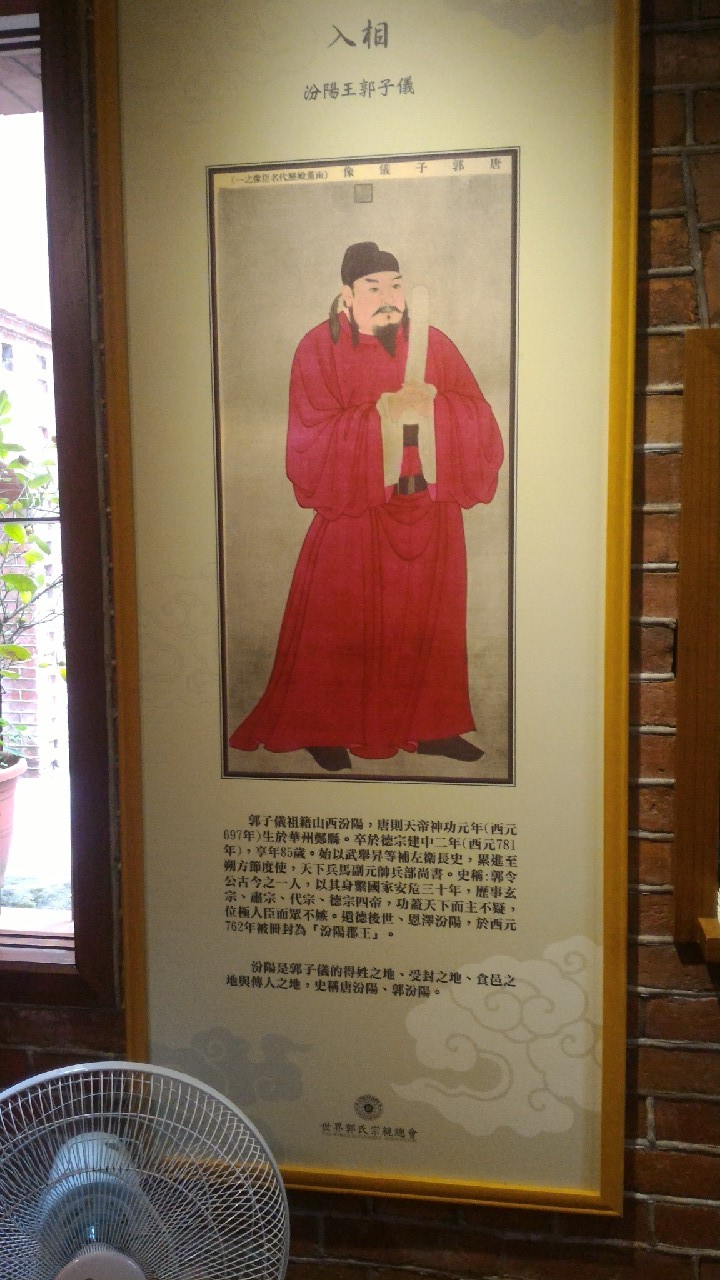 入相
汾陽王郭子儀
唐郭子儀像（南薰殿歷代名臣像之一）
郭子儀祖籍山西汾陽，唐則天帝神功元年(西元
697年)生於華州鄭縣。卒於德宗建中二年(西元781
年)，享年85歲。始以武舉昇等補左衞長史，累進至
朔方節度使，天下兵馬副元帥兵部尚書。史稱:郭令
公古今之一人，以其身繫國家安危三十年，歷事玄
宗、肅宗、代宗、德宗四帝，功蓋天下而主不疑，
位極人臣而眾不嫉。遺德後世、恩澤汾陽，於西元
762年被冊封為「汾陽郡王」。
汾陽是郭子儀的得姓之地、受封之地、食邑之
地與傳人之地，史稱唐汾陽、郭汾陽。
世界郭氏宗親總會